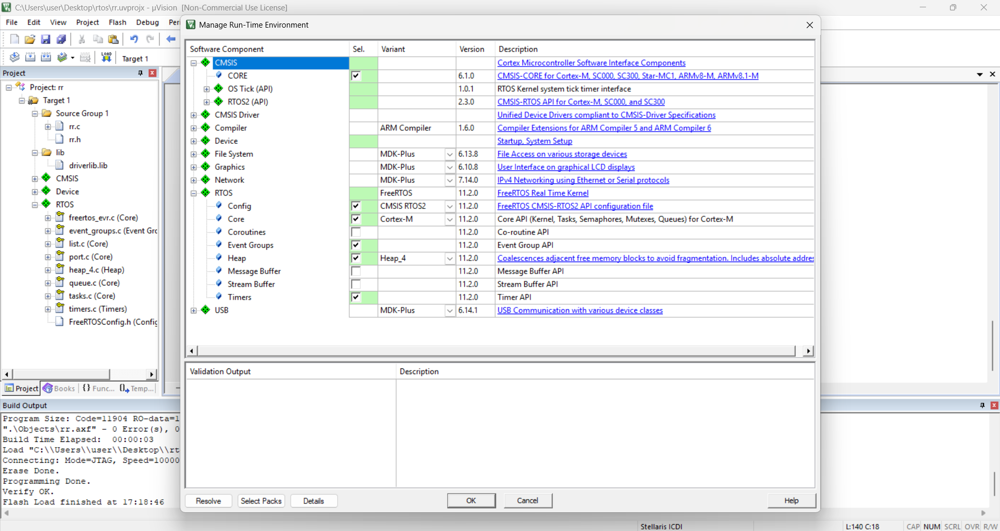 C:\Users\user\Desktop\rtos\rr.uvprojx - µVision [Non-Commercial Use License]
File Edit View Project Flash Debug Peri
Target 1
Project
Project: rr
Target 1
Source Group 1
rr.c
rr.h
lib
driverlib.lib
CMSIS
Device
RTOS
freertos_evr.c (Core)
event_groups.c (Event Grc
list.c (Core)
port.c (Core)
heap_4.c (Heap)
queue.c (Core)
tasks.c (Core)
timers.c (Timers)
FreeRTOSConfig.h (Config
Project Books {} Func... Temp...
Manage Run-Time Environment
Software Component Sel. Variant Version Description
CMSIS Cortex Microcontroller Software Interface Components
CORE 6.1.0 CMSIS-CORE for Cortex-M, SC000, SC300, Star-MC1, ARMv8-M, ARMv8.1-M
OS Tick (API) 1.0.1 RTOS Kernel system tick timer interface
RTOS2 (API) 2.3.0 CMSIS-RTOS API for Cortex-M, SC000, and SC300
CMSIS Driver Unified Device Drivers compliant to CMSIS-Driver Specifications
Compiler ARM Compiler 1.6.0 Compiler Extensions for ARM Compiler 5 and ARM Compiler 6
Device Startup, System Setup
File System MDK-Plus 6.13.8 File Access on various storage devices
Graphics MDK-Plus 6.10.8 User Interface on graphical LCD displays
Network MDK-Plus 7.14.0 IPv4 Networking using Ethernet or Serial protocols
RTOS FreeRTOS 11.2.0 FreeRTOS Real Time Kernel
Config CMSIS RTOS2 11.2.0 FreeRTOS CMSIS-RTOS2 API configuration file
Core Cortex-M 11.2.0 Core API (Kernel, Tasks, Semaphores, Mutexes, Queues) for Cortex-M
Coroutines 11.2.0 Co-routine API
Event Groups 11.2.0 Event Group API
Heap Heap_4 11.2.0 Coalescences adjacent free memory blocks to avoid fragmentation. Includes absolute addres
Message Buffer 11.2.0 Message Buffer API
Stream Buffer 11.2.0 Stream Buffer API
Timers 11.2.0 Timer API
USB MDK-Plus 6.14.1 USB Communication with various device classes
Validation Output Description
Resolve Select Packs Details OK Cancel Help
Build Output
Program Size: Code=11904 RO-data=1
".\Objects\rr.axf" - 0 Error(s), 0
Build Time Elapsed: 00:00:03
Load "C:\\Users\\user\\Desktop\\rt
Connecting: Mode=JTAG, Speed=10000
Erase Done.
Programming Done.
Verify OK.
Flash Load finished at 17:18:46
Stellaris ICDI L:140 C:18 CAP NUM SCRL OVR R/W